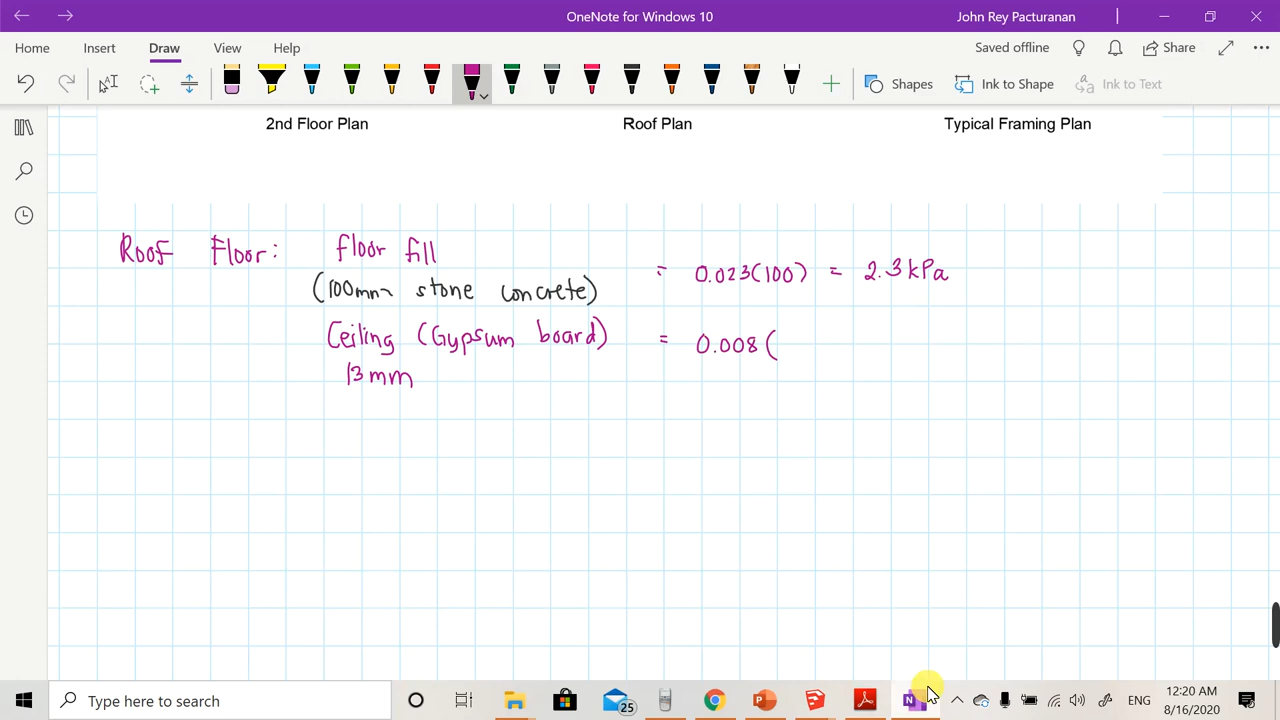 OneNote for Windows 10
John Rey Pacturanan
Home Insert Draw View Help
Saved offline
Share
Shapes
Ink to Shape
Ink to Text
2nd Floor Plan Roof Plan Typical Framing Plan
Roof Floor: floor fill
(100mm stone concrete) = 0.023(100) = 2.3 kPa
Ceiling (Gypsum board) = 0.008(
13mm
Type here to search
25
ENG
12:20 AM
8/16/2020